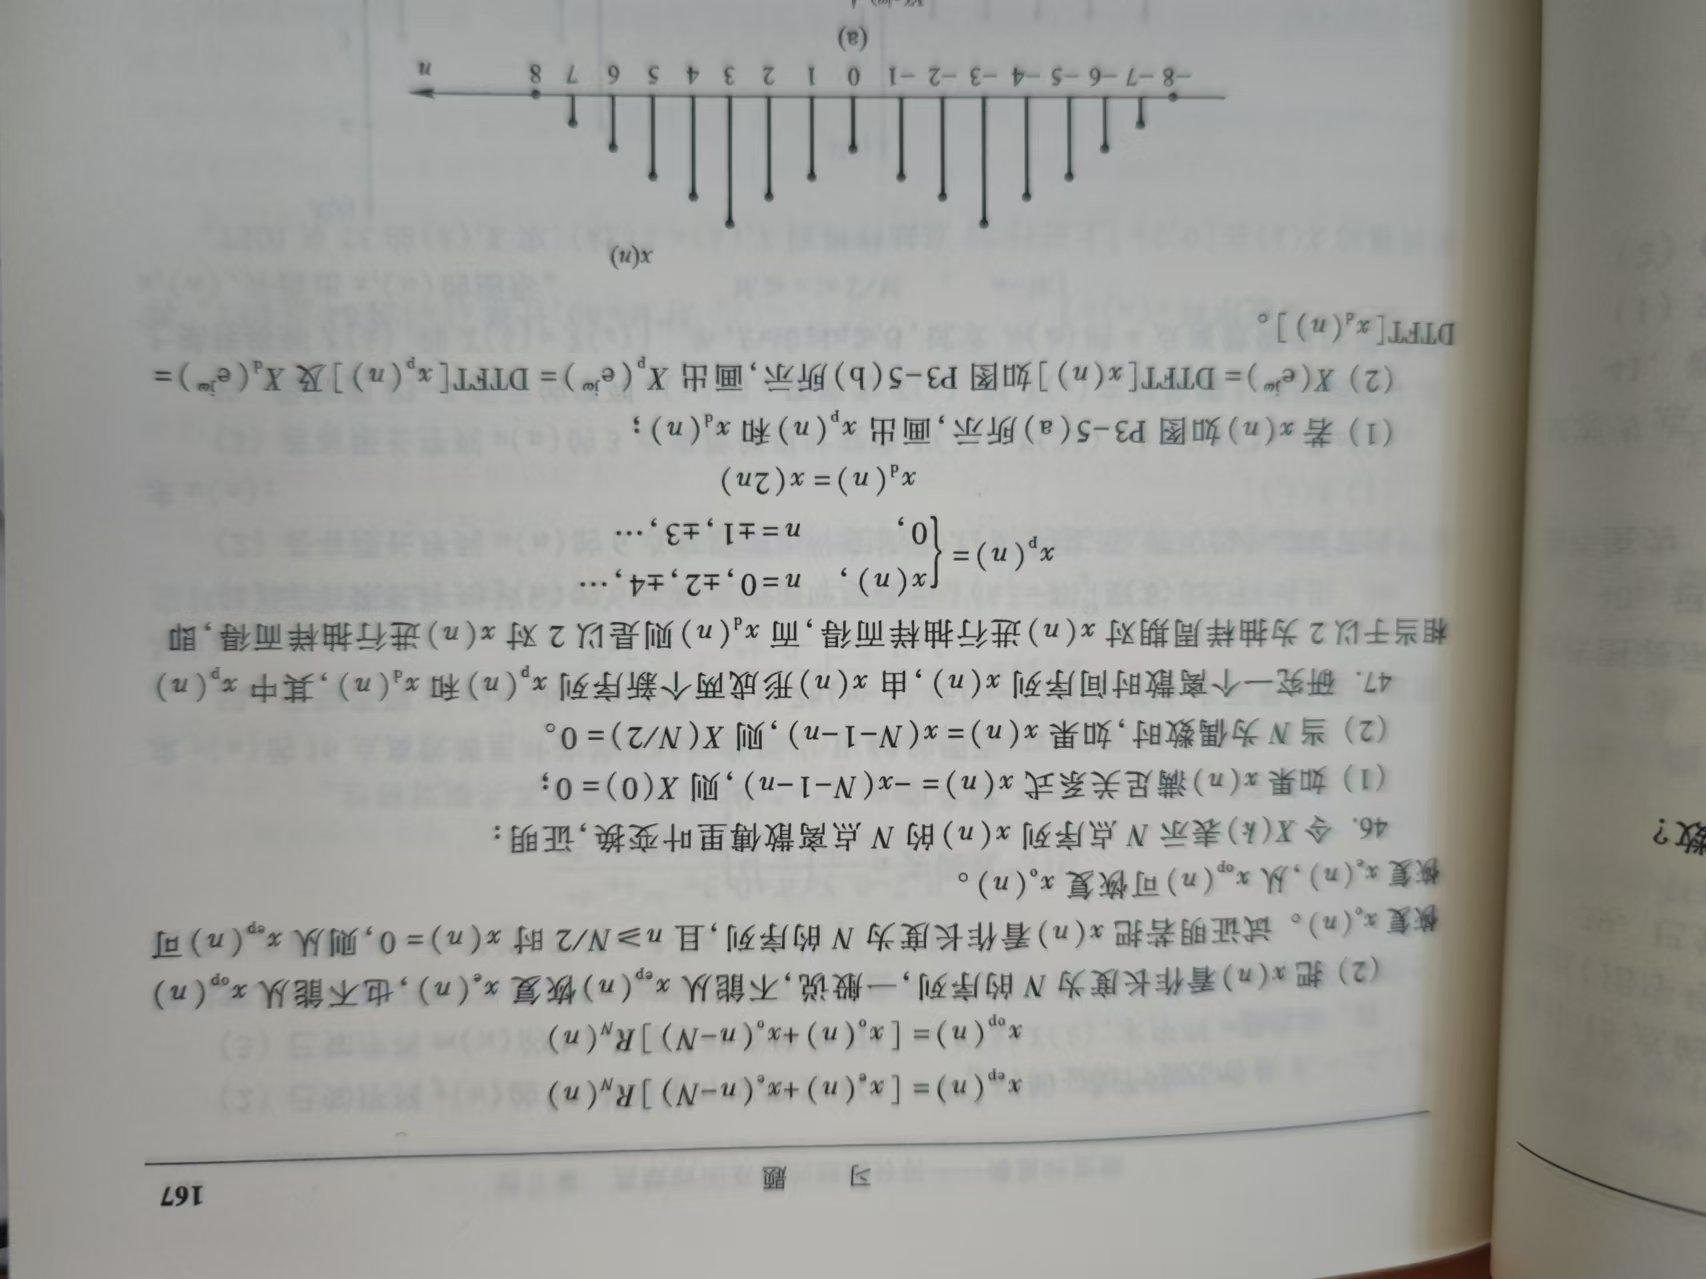 习 题
167
x_ep(n)=[x_e(n)+x_e(n-N)]R_N(n)
x_op(n)=[x_o(n)+x_o(n-N)]R_N(n)
(2) 把 x(n)看作长度为 N 的序列,一般说,不能从 x_ep(n)恢复 x_e(n),也不能从 x_op(n)
恢复 x_o(n)。试证明若把 x(n)看作长度为 N 的序列,且 n≥N/2 时 x(n)=0,则从 x_ep(n)可
恢复 x_e(n),从 x_op(n)可恢复 x_o(n)。
46. 令 X(k)表示 N 点序列 x(n)的 N 点离散傅里叶变换,证明:
(1) 如果 x(n)满足关系式 x(n)=-x(N-1-n),则 X(0)=0;
(2) 当 N 为偶数时,如果 x(n)=x(N-1-n),则 X(N/2)=0。
47. 研究一个离散时间序列 x(n),由 x(n)形成两个新序列 x_p(n)和 x_d(n),其中 x_p(n)
相当于以 2 为抽样周期对 x(n)进行抽样而得,而 x_d(n)则是以 2 对 x(n)进行抽样而得,即
x_p(n)={x(n), n=0,±2,±4,…
0, n=±1,±3,…
x_d(n)=x(2n)
(1) 若 x(n)如图 P3-5(a)所示,画出 x_p(n)和 x_d(n);
(2) X(e^jω)=DTFT[x(n)]如图 P3-5(b)所示,画出 X_p(e^jω)=DTFT[x_p(n)]及 X_d(e^jω)=
DTFT[x_d(n)]。
x(n)
-8 -7 -6 -5 -4 -3 -2 -1 0 1 2 3 4 5 6 7 8 n
(a)
数?